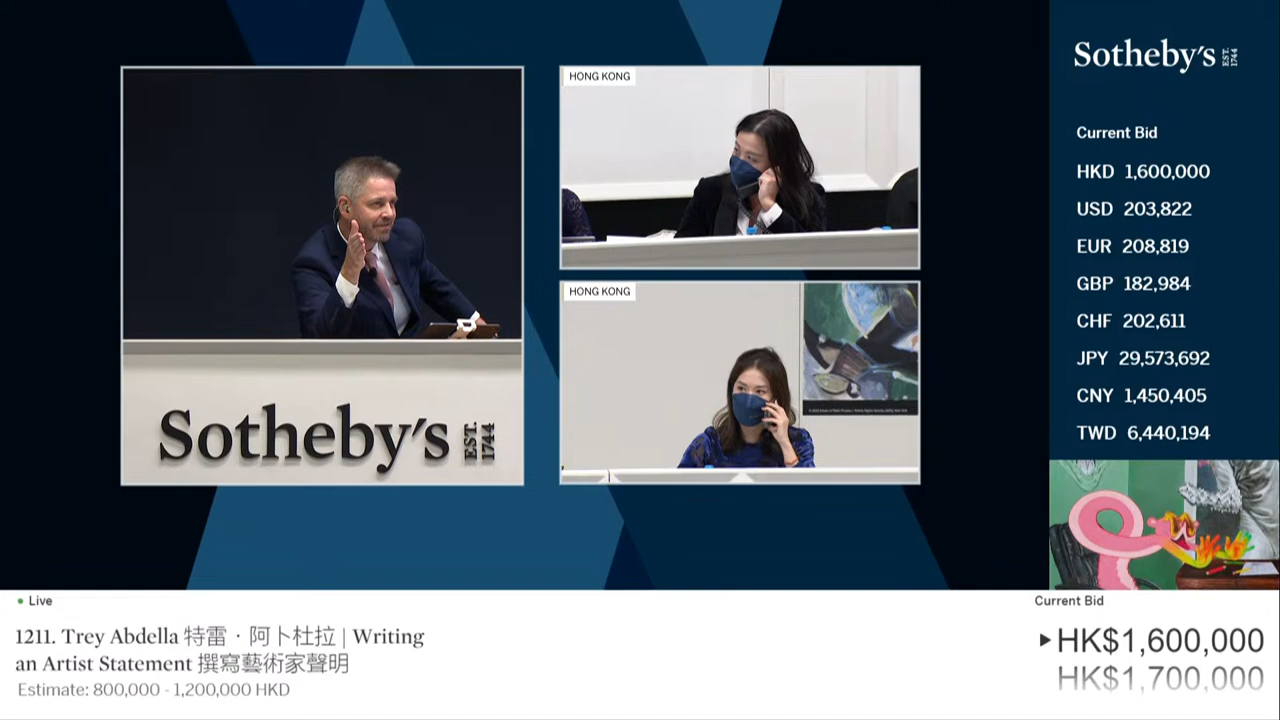 HONG KONG
Sotheby's EST. 1744
HONG KONG
Sotheby's EST. 1744
Current Bid
HKD 1,600,000
USD 203,822
EUR 208,819
GBP 182,984
CHF 202,611
JPY 29,573,692
CNY 1,450,405
TWD 6,440,194
Live
1211. Trey Abdella 特雷·阿卜杜拉 | Writing
an Artist Statement 撰寫藝術家聲明
Estimate: 800,000 - 1,200,000 HKD
Current Bid
HK$1,600,000
HK$1,700,000